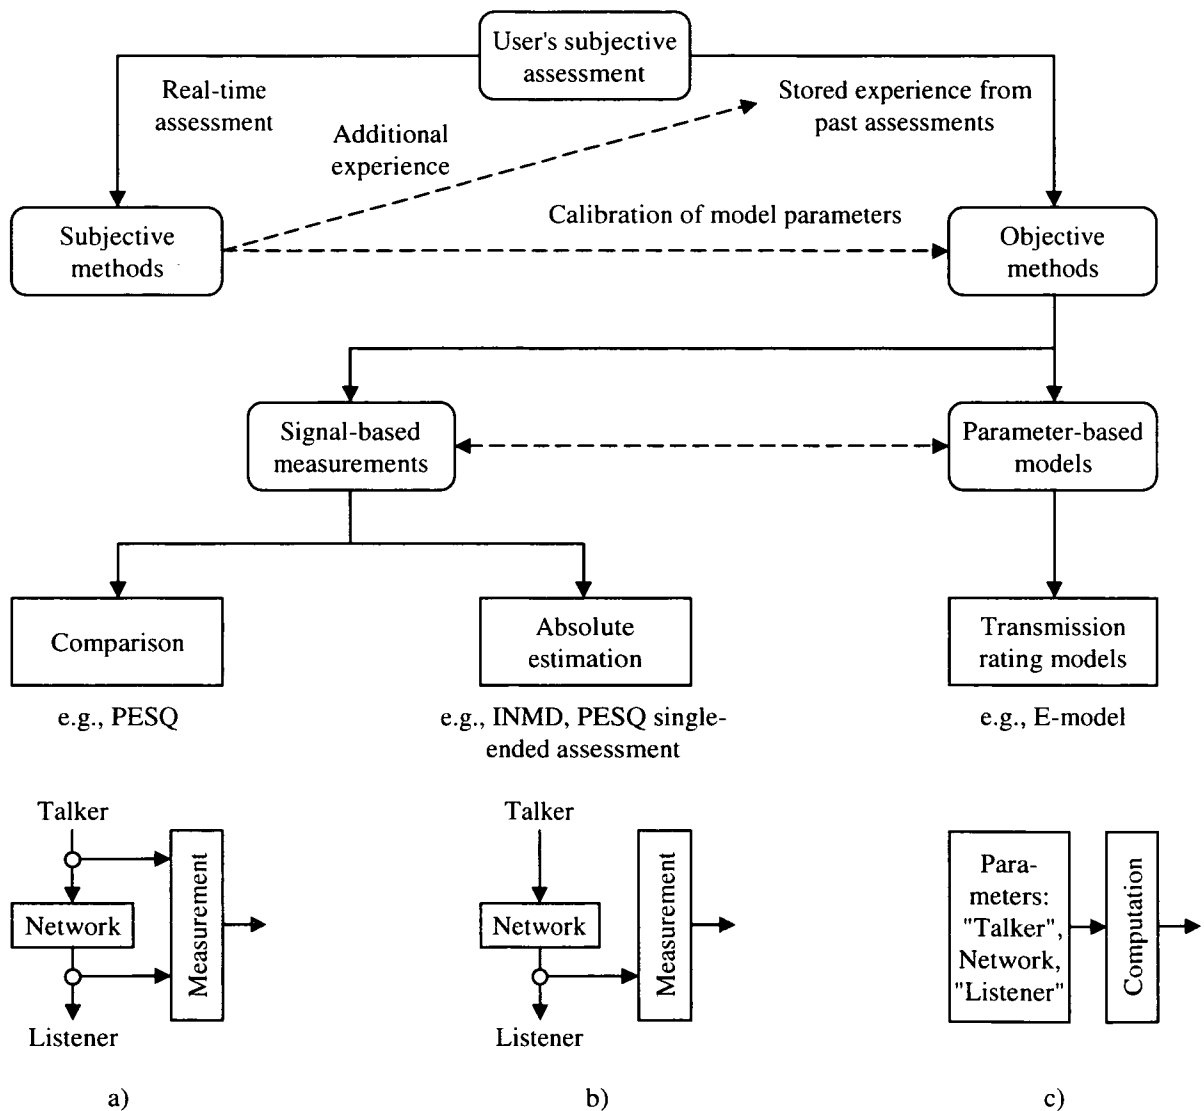 User's subjective
assessment
Real-time
assessment
Additional
experience
Stored experience from
past assessments
Calibration of model parameters
Subjective
methods
Objective
methods
Signal-based
measurements
Parameter-based
models
Comparison
Absolute
estimation
Transmission
rating models
e.g., PESQ
e.g., INMD, PESQ single-
ended assessment
e.g., E-model
Talker
Network
Listener
Measurement
Talker
Network
Listener
Measurement
Para-
meters:
"Talker",
Network,
"Listener"
Computation
a)
b)
c)